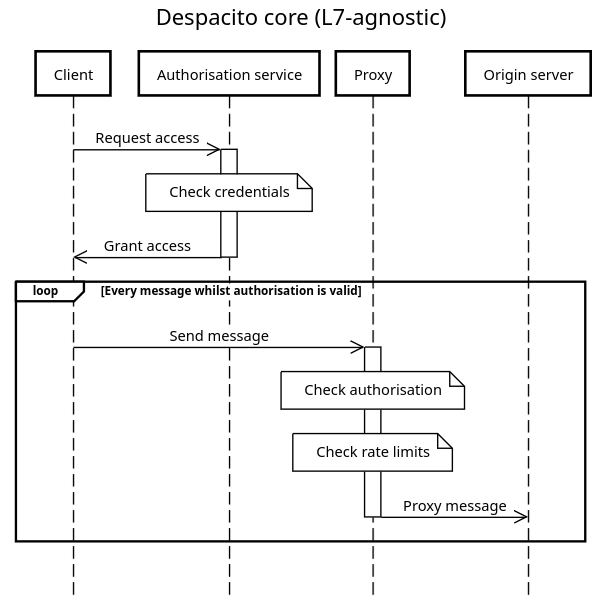 Despacito core (L7-agnostic)
Client
Authorisation service
Proxy
Origin server
Request access
Check credentials
Grant access
loop
[Every message whilst authorisation is valid]
Send message
Check authorisation
Check rate limits
Proxy message